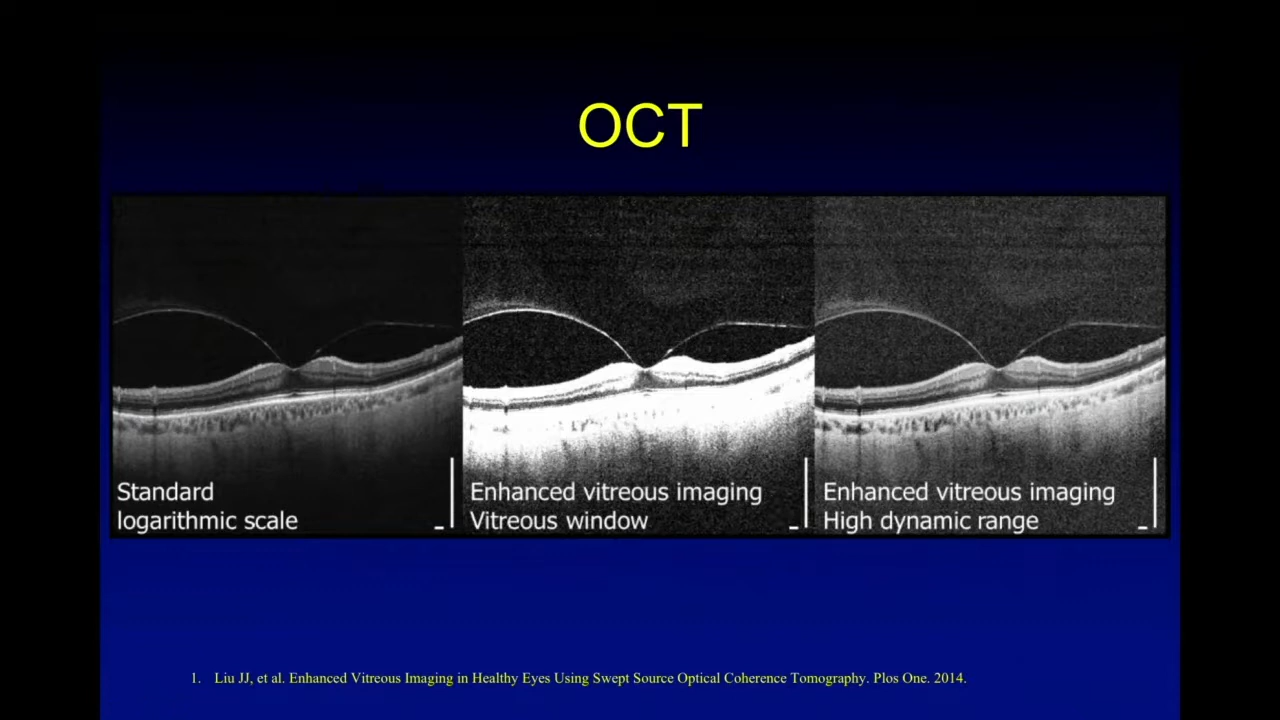 OCT
Standard
logarithmic scale
Enhanced vitreous imaging
Vitreous window
Enhanced vitreous imaging
High dynamic range
1. Liu JJ, et al. Enhanced Vitreous Imaging in Healthy Eyes Using Swept Source Optical Coherence Tomography. Plos One. 2014.